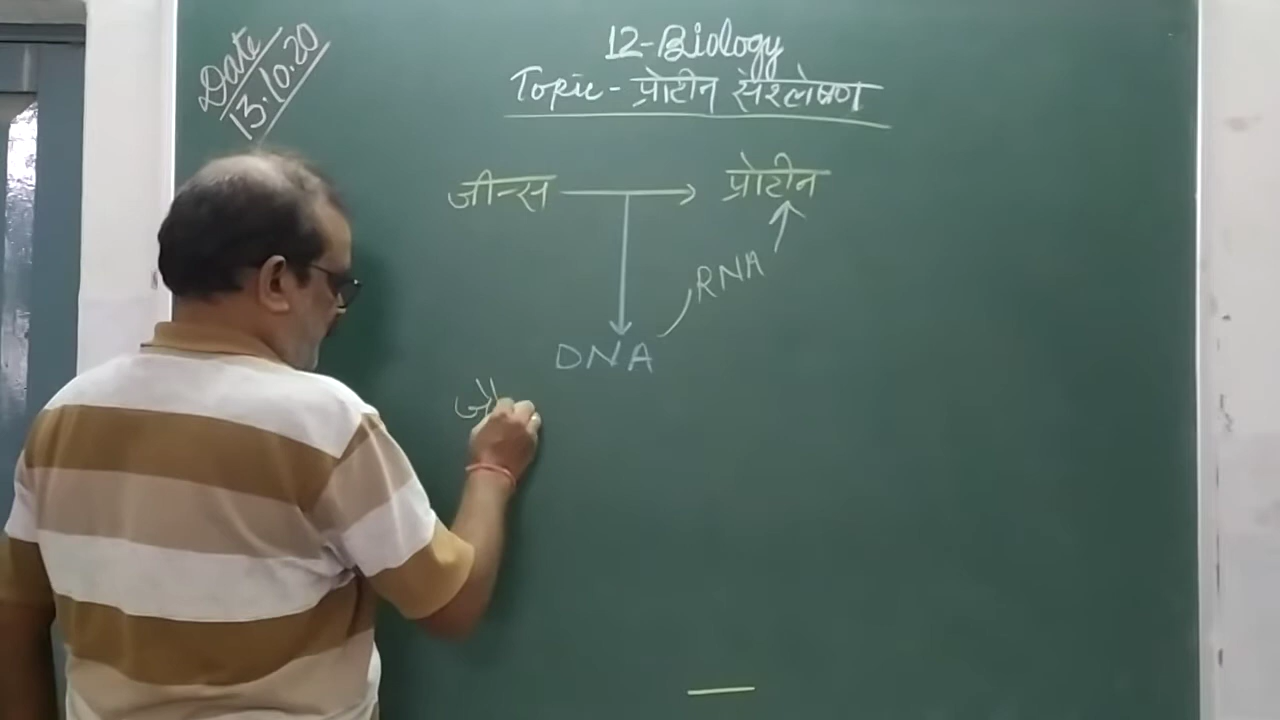 Date
13.10.20
12-Biology
Topic - प्रोटीन संश्लेषण
जीन्स → प्रोटीन
RNA
DNA